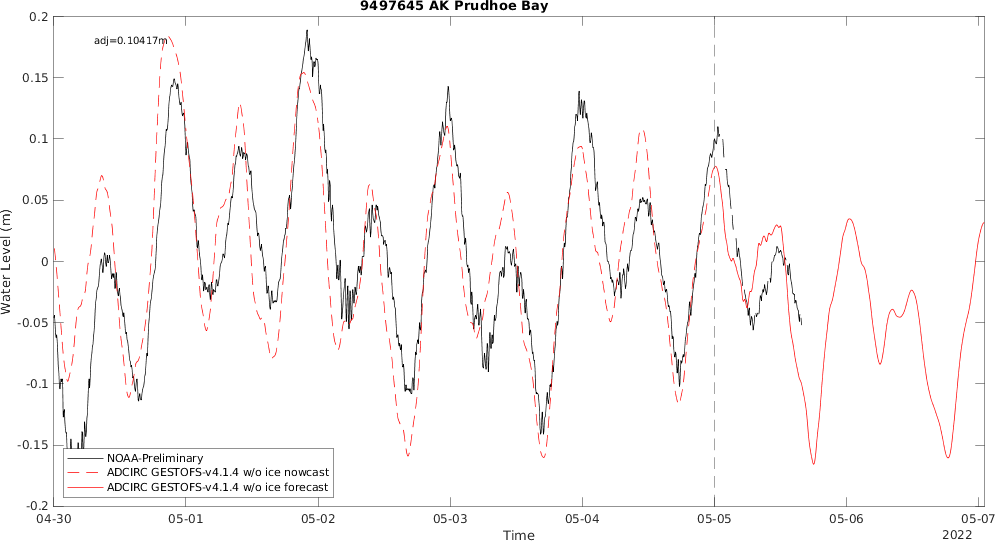 9497645 AK Prudhoe Bay
adj=0.10417m
0.2
0.15
0.1
0.05
0
-0.05
-0.1
-0.15
-0.2
Water Level (m)
NOAA-Preliminary
ADCIRC GESTOFS-v4.1.4 w/o ice nowcast
ADCIRC GESTOFS-v4.1.4 w/o ice forecast
04-30 05-01 05-02 05-03 05-04 05-05 05-06 05-07
Time
2022